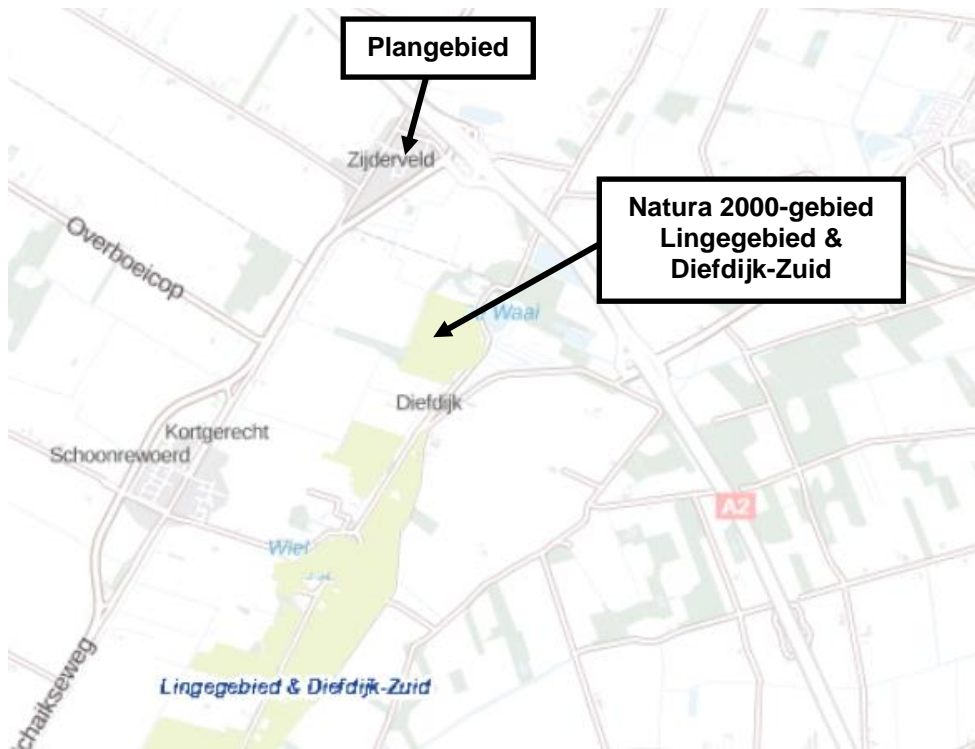 Plangebied
Zijderveld
Natura 2000-gebied
Lingegebied &
Diefdijk-Zuid
Overboeicop
Waal
Diefdijk
Kortgerecht
Schoonrewoerd
A2
Wiel
Lingegebied & Diefdijk-Zuid
chaikseweg